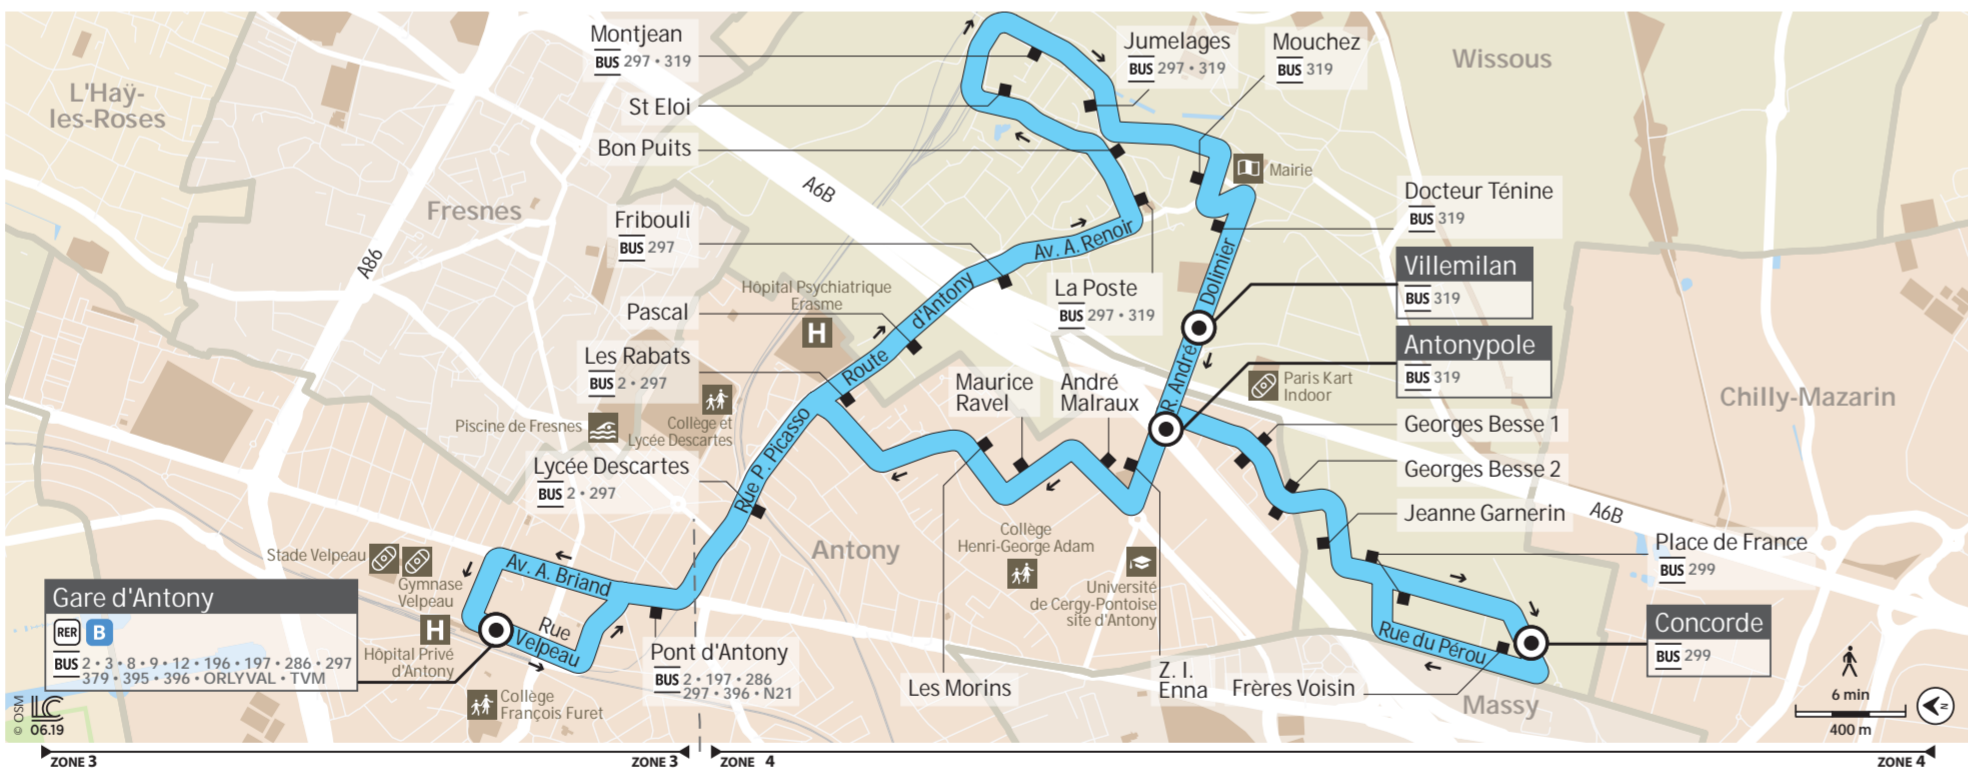 Montjean
BUS 297 • 319
Jumelages
BUS 297 • 319
Mouchez
BUS 319
Wissous
L'Haÿ-
les-Roses
St Eloi
Bon Puits
A6B
Mairie
Docteur Ténine
BUS 319
Fresnes
Fribouli
BUS 297
Av. A. Renoir
A86
Villemilan
BUS 319
Hôpital Psychiatrique
Erasme
H
La Poste
BUS 297 • 319
R. André Dolimier
Pascal
Route d'Antony
Antonypole
BUS 319
Les Rabats
BUS 2 • 297
Maurice
Ravel
André
Malraux
Paris Kart
Indoor
Chilly-Mazarin
Piscine de Fresnes
Collège et
Lycée Descartes
Georges Besse 1
Rue P. Picasso
Lycée Descartes
BUS 2 • 297
Georges Besse 2
Jeanne Garnerin
A6B
Collège
Henri-George Adam
Antony
Place de France
BUS 299
Stade Velpeau
Gymnase
Velpeau
Av. A. Briand
Université
de Cergy-Pontoise
site d'Antony
Gare d'Antony
RER B
BUS 2 • 3 • 8 • 9 • 12 • 196 • 197 • 286 • 297
379 • 395 • 396 • ORLYVAL • TVM
H
Hôpital Privé
d'Antony
Rue
Velpeau
Rue du Pérou
Concorde
BUS 299
Pont d'Antony
BUS 2 • 197 • 286
297 • 396 • N21
Les Morins
Z. I.
Enna
Frères Voisin
Massy
Collège
François Furet
6 min
400 m
N
© OSM
LC
06.19
ZONE 3
ZONE 3
ZONE 4
ZONE 4